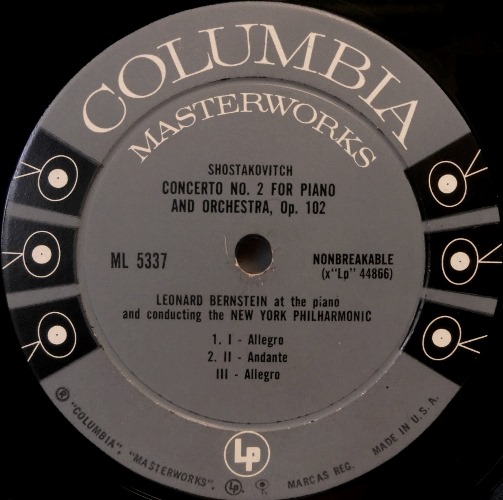 COLUMBIA
MASTERWORKS
SHOSTAKOVITCH
CONCERTO NO. 2 FOR PIANO
AND ORCHESTRA, Op. 102
ML 5337
NONBREAKABLE
(x"Lp" 44866)
LEONARD BERNSTEIN at the piano
and conducting the NEW YORK PHILHARMONIC
1. I - Allegro
2. II - Andante
III - Allegro
Ⓡ "COLUMBIA", "MASTERWORKS",
Lp
MARCAS REG. MADE IN U.S.A.